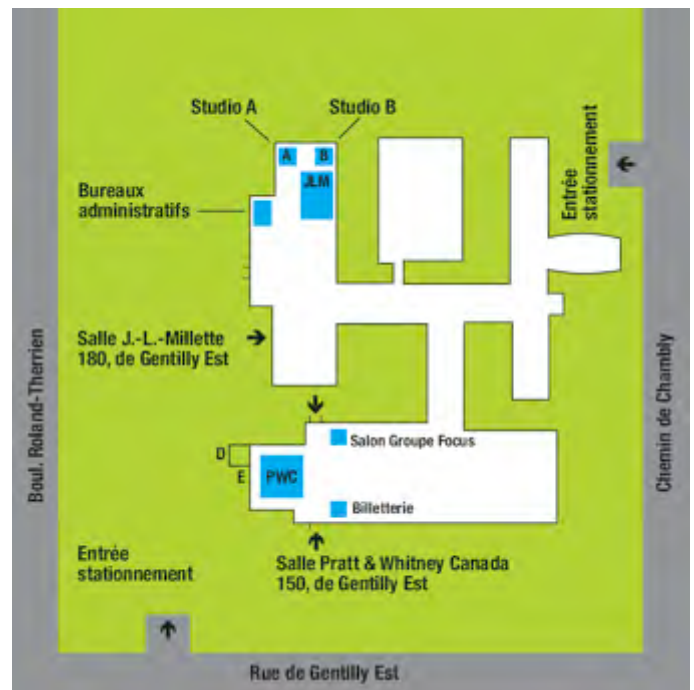 Studio A
Studio B
A
B
JLM
Bureaux
administratifs
Entrée
stationnement
Salle J.-L.-Millette
180, de Gentilly Est
Boul. Roland-Therrien
Chemin de Chambly
Salon Groupe Focus
D
E
PWC
Billetterie
Entrée
stationnement
Salle Pratt & Whitney Canada
150, de Gentilly Est
Rue de Gentilly Est